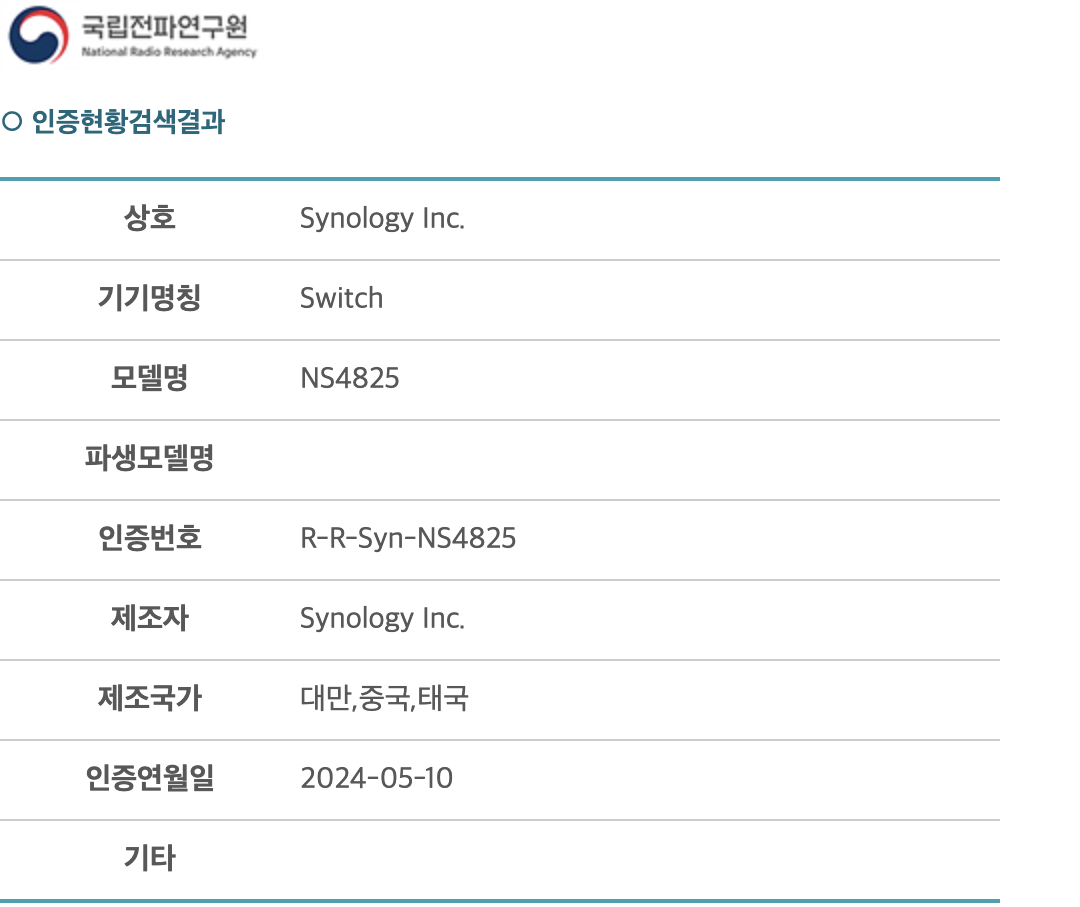 국립전파연구원
National Radio Research Agency
○ 인증현황검색결과
상호 Synology Inc.
기기명칭 Switch
모델명 NS4825
파생모델명
인증번호 R-R-Syn-NS4825
제조자 Synology Inc.
제조국가 대만,중국,태국
인증연월일 2024-05-10
기타